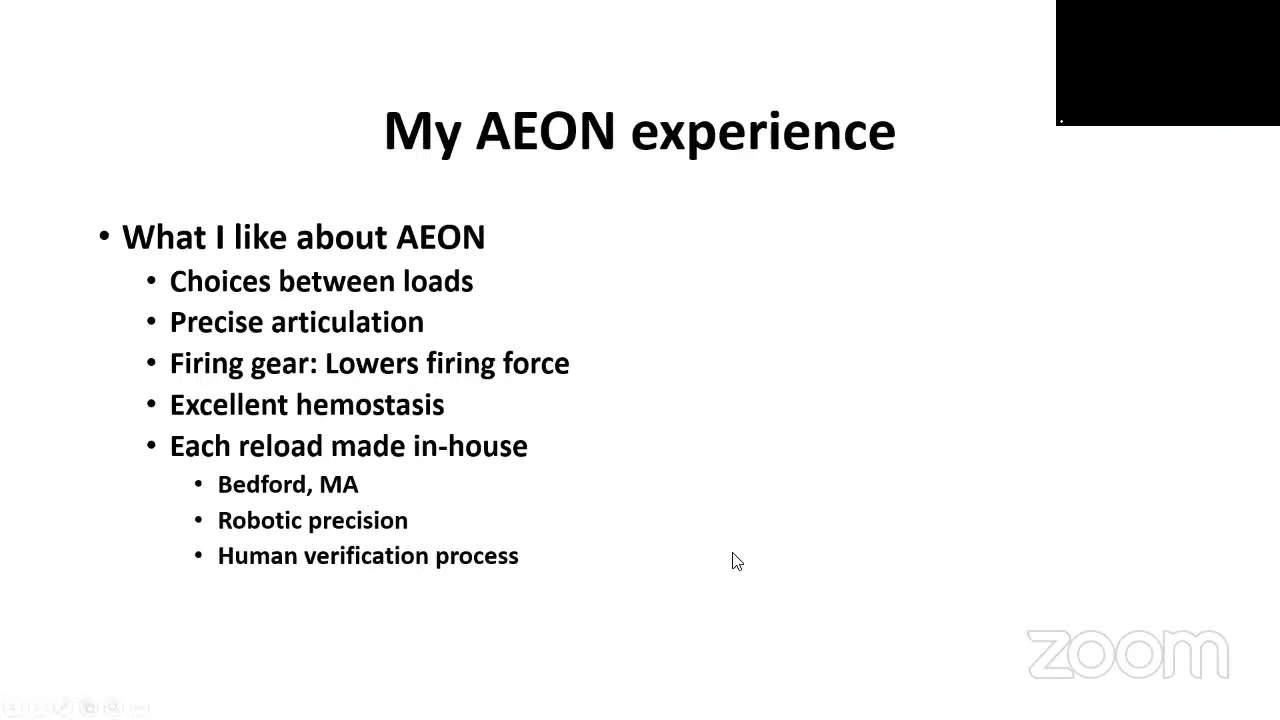 My AEON experience
• What I like about AEON
• Choices between loads
• Precise articulation
• Firing gear: Lowers firing force
• Excellent hemostasis
• Each reload made in-house
• Bedford, MA
• Robotic precision
• Human verification process
zoom